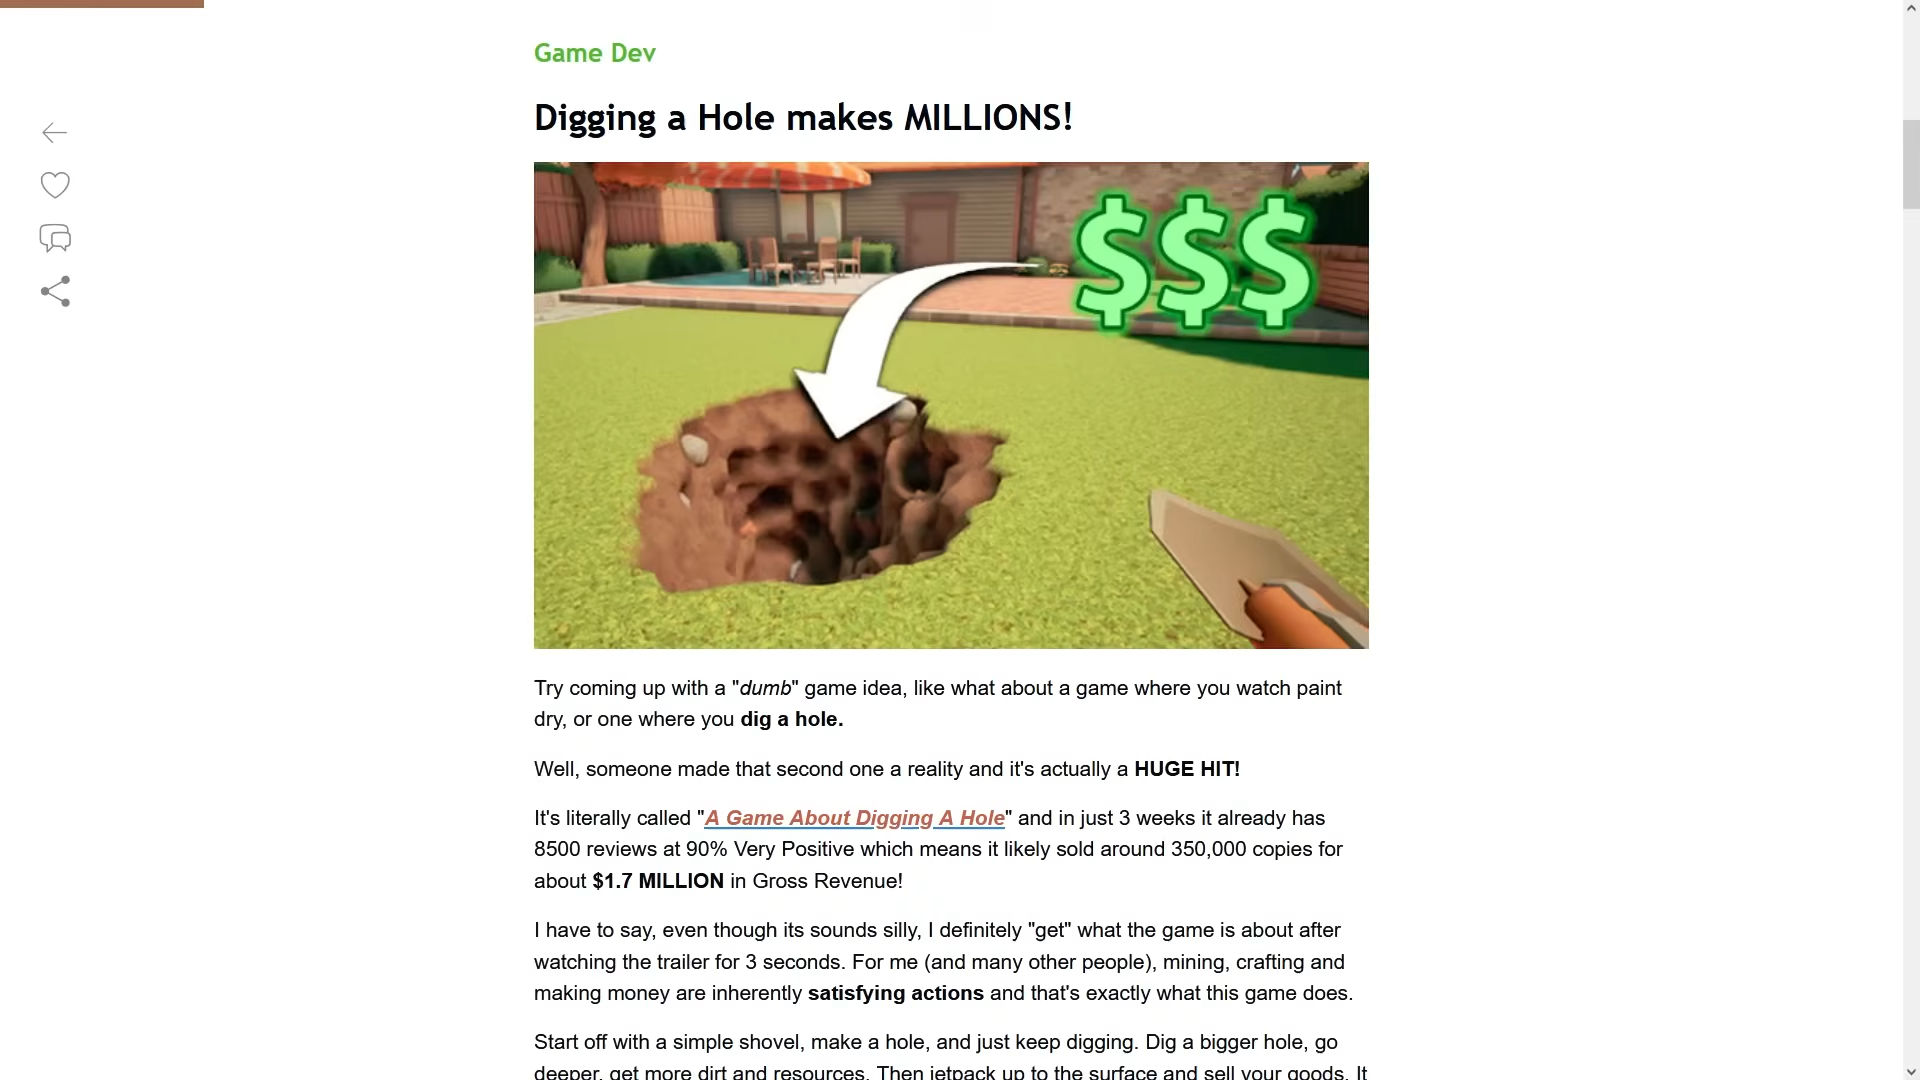 Game Dev
Digging a Hole makes MILLIONS!
$$$
Try coming up with a "dumb" game idea, like what about a game where you watch paint
dry, or one where you dig a hole.
Well, someone made that second one a reality and it's actually a HUGE HIT!
It's literally called "A Game About Digging A Hole" and in just 3 weeks it already has
8500 reviews at 90% Very Positive which means it likely sold around 350,000 copies for
about $1.7 MILLION in Gross Revenue!
I have to say, even though its sounds silly, I definitely "get" what the game is about after
watching the trailer for 3 seconds. For me (and many other people), mining, crafting and
making money are inherently satisfying actions and that's exactly what this game does.
Start off with a simple shovel, make a hole, and just keep digging. Dig a bigger hole, go
deeper, get more dirt and resources. Then jetpack up to the surface and sell your goods. It